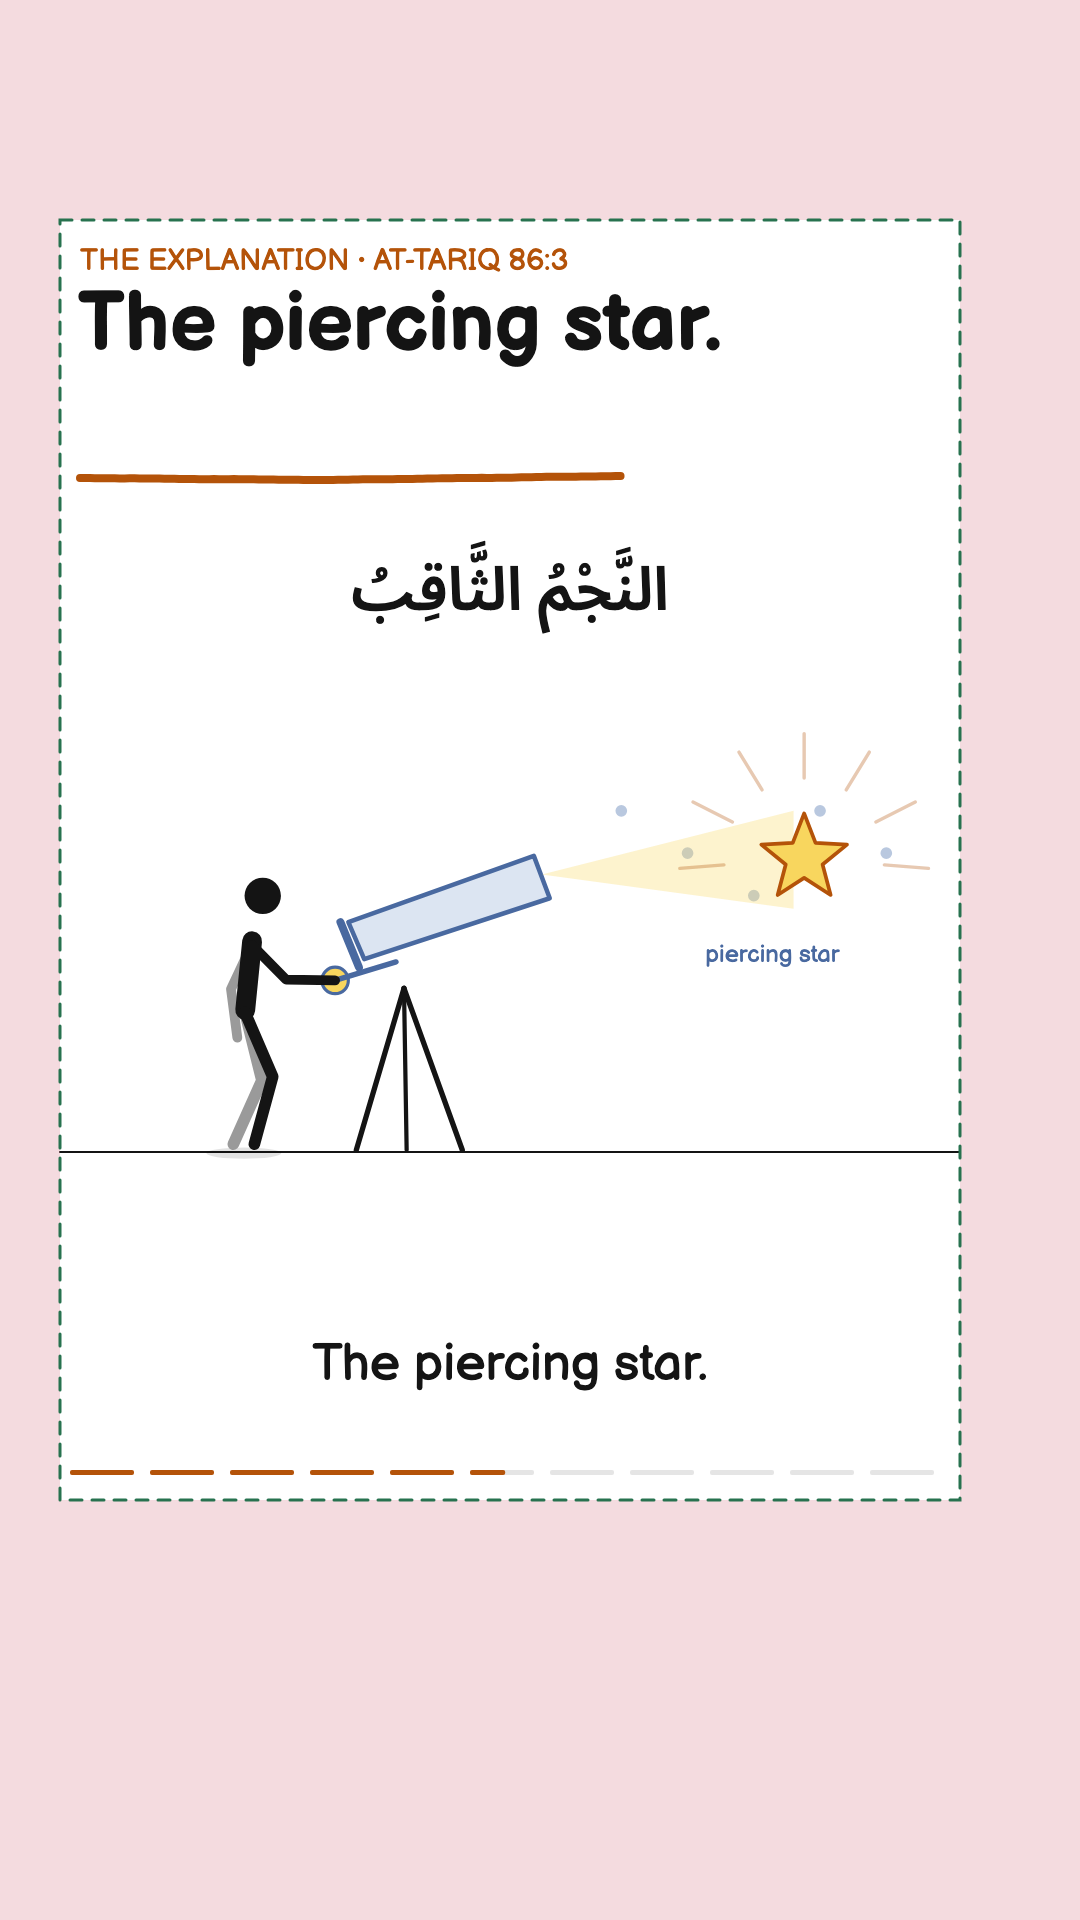 THE EXPLANATION · AT-TARIQ 86:3
The piercing star.
النَّجْمُ الثَّاقِبُ
piercing star
The piercing star.